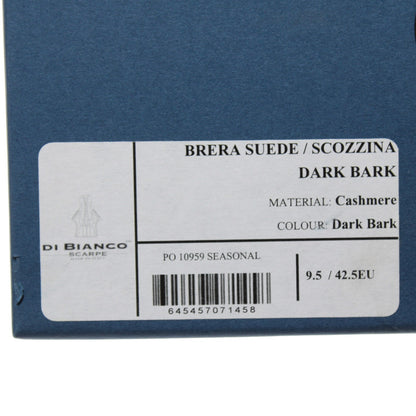 BRERA SUEDE / SCOZZINA
DARK BARK
MATERIAL: Cashmere
COLOUR: Dark Bark
DI BIANCO™
SCARPE
PO 10959 SEASONAL
645457071458
9.5 / 42.5EU